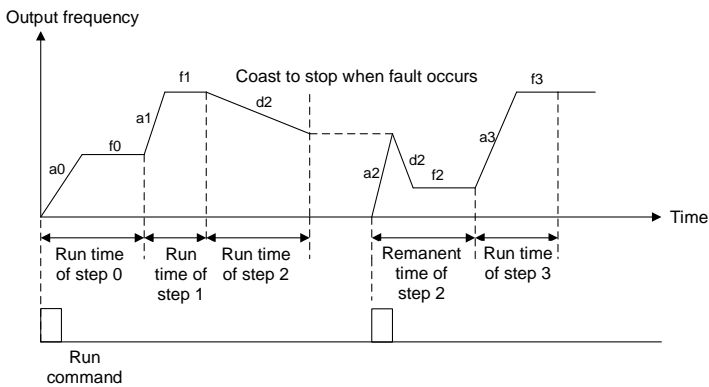 Output frequency
f1
Coast to stop when fault occurs
f3
a1
d2
f0
a3
a0
a2
d2
f2
Time
Run time
of step 0
Run
time of
step 1
Run time
of step 2
Remanent
time of
step 2
Run time
of step 3
Run
command